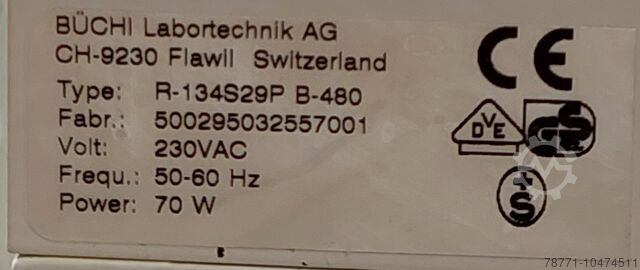 BÜCHI Labortechnik AG
CH-9230 Flawil Switzerland
Type: R-134S29P B-480
Fabr.: 500295032557001
Volt: 230VAC
Frequ.: 50-60 Hz
Power: 70 W
CE
DVE
GS
+S
78771-10474511